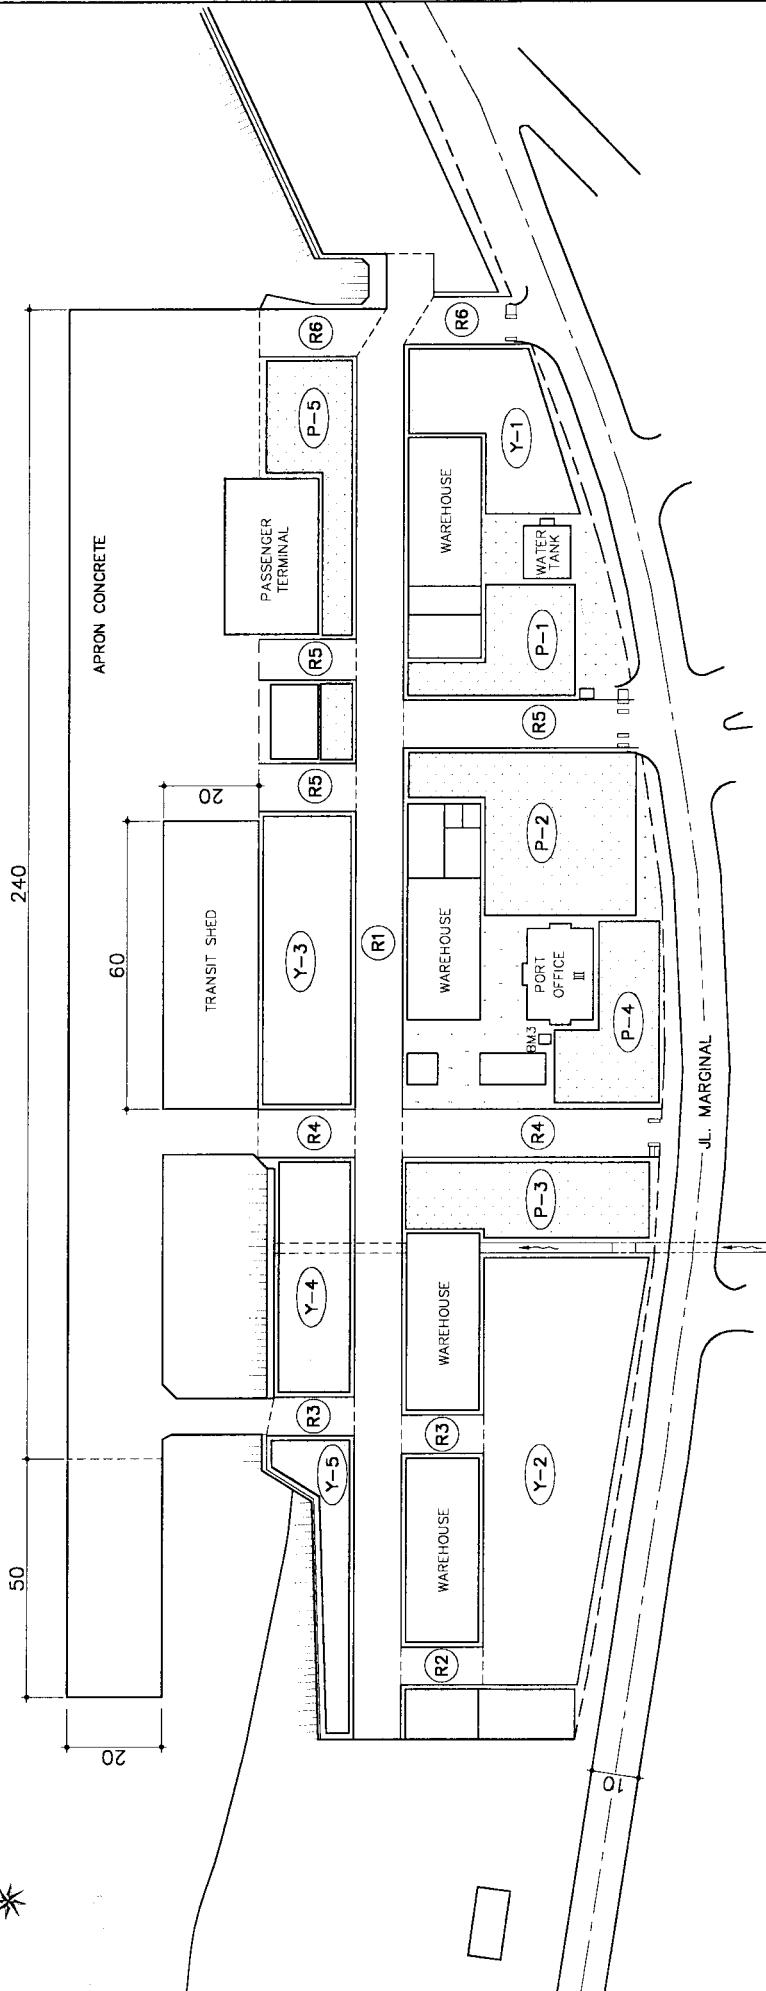 50
240
20
60
APRON CONCRETE
TRANSIT SHED
20
PASSENGER
TERMINAL
Y-5
R3
Y-4
R4
Y-3
R5
R5
P-5
R6
R1
R2
WAREHOUSE
R3
WAREHOUSE
WAREHOUSE
WAREHOUSE
R6
Y-2
P-3
R4
BM.3
PORT
OFFICE
III
P-2
R5
P-1
WATER
TANK
Y-1
P-4
10
JL. MARGINAL